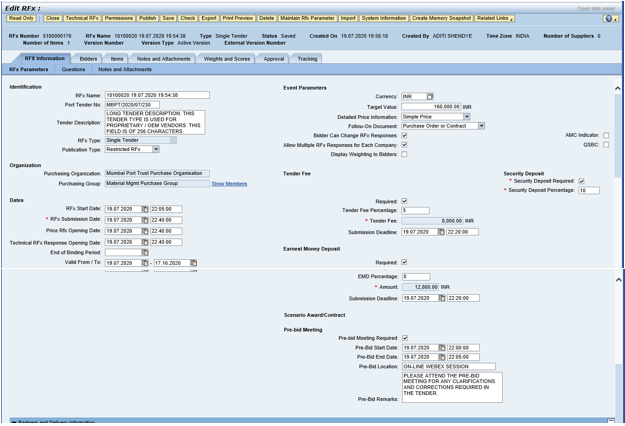 Edit RFx :
Open side panel
Read Only Close Technical RFx Permissions Publish Save Check Export Print Preview Delete Maintain Rfx Parameter Import System Information Create Memory Snapshot Related Links
RFx Number 5100000176 RFx Name 10100020 19.07.2020 19:54:38 Type Single Tender Status Saved Created On 19.07.2020 19:56:18 Created By ADITI SHENDYE Time Zone INDIA Number of Suppliers 0
Number of Items 1 Version Number Version Type Active Version External Version Number
RFX Information Bidders Items Notes and Attachments Weights and Scores Approval Tracking
RFx Parameters Questions Notes and Attachments
Identification
RFx Name: 10100020 19.07.2020 19:54:38
Port Tender No: MBPT/2020/07/230
Tender Description: LONG TENDER DESCRIPTION. THIS
TENDER TYPE IS USED FOR
PROPRIETARY / OEM VENDORS. THIS
FIELD IS OF 256 CHARACTERS.
RFx Type: Single Tender
Publication Type: Restricted RFx
Organization
Purchasing Organization: Mumbai Port Trust Purchase Organisation
Purchasing Group: Material Mgmt Purchase Group Show Members
Dates
RFx Start Date: 19.07.2020 22:05:00
* RFx Submission Date: 19.07.2020 22:40:00
Price Rfx Opening Date: 19.07.2020 22:40:00
Technical RFx Response Opening Date: 19.07.2020 22:40:00
End of Binding Period:
Valid From / To: 19.07.2020 - 17.10.2020
Event Parameters
Currency: INR
Target Value: 160,000.00 INR
Detailed Price Information: Simple Price
Follow-On Document: Purchase Order or Contract
Bidder Can Change RFx Responses:
AMC Indicator:
Allow Multiple RFx Responses for Each Company:
QSBC:
Display Weighting to Bidders:
Tender Fee
Required:
Tender Fee Percentage: 5
* Tender Fee: 8,000.00 INR
Submission Deadline: 19.07.2020 22:20:00
Security Deposit
* Security Deposit Required:
* Security Deposit Percentage: 10
Earnest Money Deposit
Required:
EMD Percentage: 8
* Amount: 12,800.00 INR
Submission Deadline: 19.07.2020 22:20:00
Scenario Award/Contract
Pre-bid Meeting
Pre-bid Meeting Required:
Pre-Bid Start Date: 19.07.2020 22:00:00
Pre-Bid End Date: 19.07.2020 22:05:00
Pre-Bid Location: ON-LINE WEBEX SESSION
Pre-Bid Remarks: PLEASE ATTEND THE PRE-BID
MEETING FOR ANY CLARIFICATIONS
AND CORRECTIONS REQUIRED IN
THE TENDER.